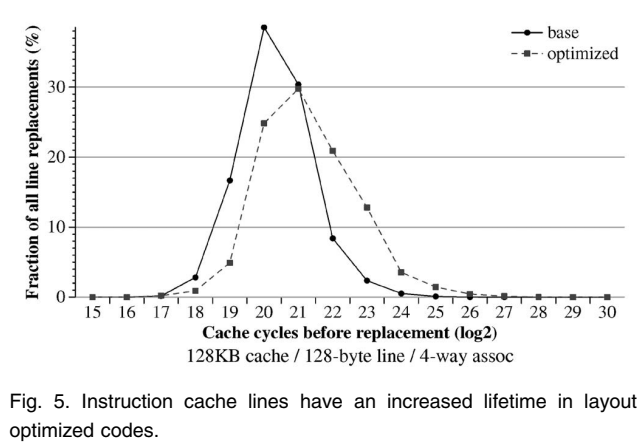 base
optimized
Fraction of all line replacements (%)
30
20
10
0
15 16 17 18 19 20 21 22 23 24 25 26 27 28 29 30
Cache cycles before replacement (log2)
128KB cache / 128-byte line / 4-way assoc
Fig. 5. Instruction cache lines have an increased lifetime in layout
optimized codes.